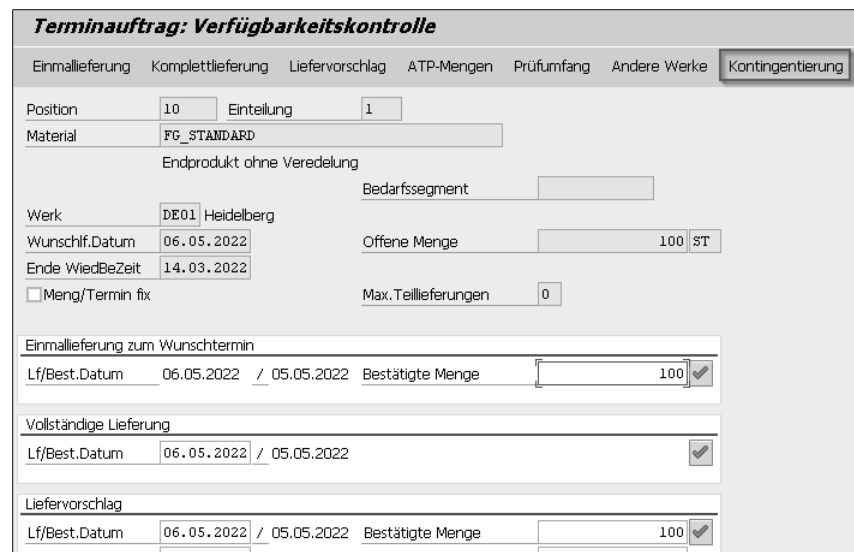 Terminauftrag: Verfügbarkeitskontrolle
Einmallieferung Komplettlieferung Liefervorschlag ATP-Mengen Prüfumfang Andere Werke Kontingentierung
Position 10 Einteilung 1
Material FG_STANDARD
Endprodukt ohne Veredelung
Bedarfssegment
Werk DE01 Heidelberg
Wunschlf.Datum 06.05.2022 Offene Menge 100 ST
Ende WiedBeZeit 14.03.2022
Meng/Termin fix Max.Teillieferungen 0
Einmallieferung zum Wunschtermin
Lf/Best.Datum 06.05.2022 / 05.05.2022 Bestätigte Menge 100
Vollständige Lieferung
Lf/Best.Datum 06.05.2022 / 05.05.2022
Liefervorschlag
Lf/Best.Datum 06.05.2022 / 05.05.2022 Bestätigte Menge 100